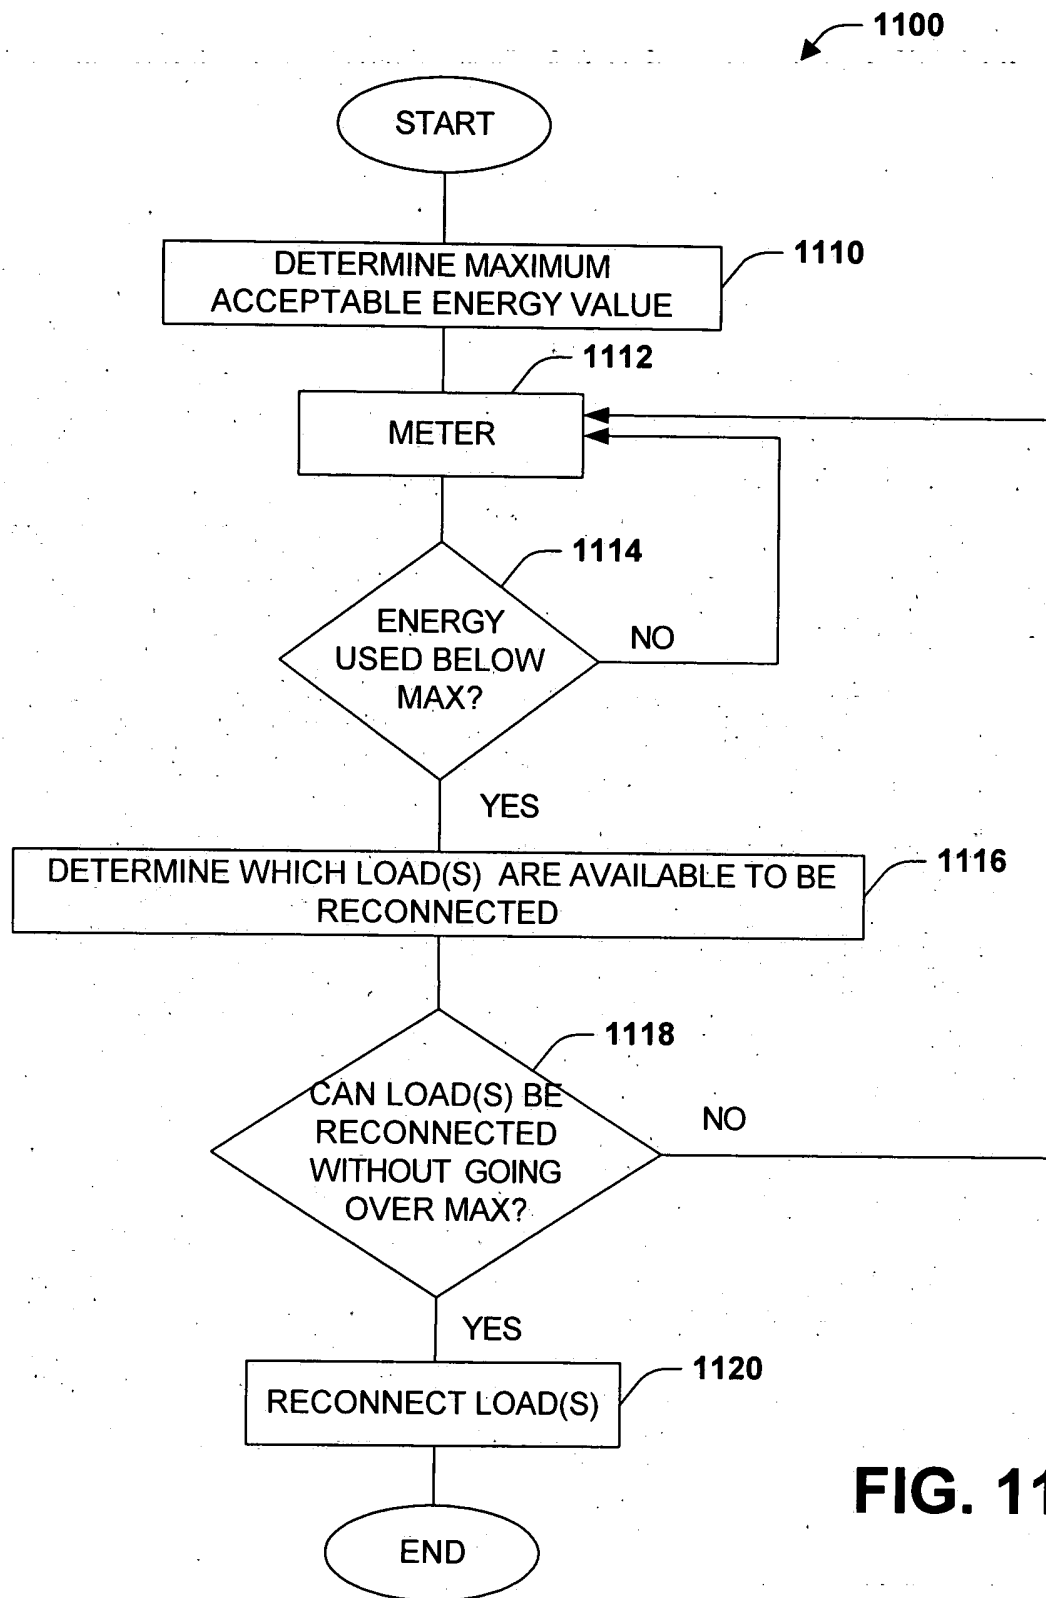 1100
START
DETERMINE MAXIMUM
ACCEPTABLE ENERGY VALUE
1110
1112
METER
1114
ENERGY
USED BELOW
MAX?
NO
YES
DETERMINE WHICH LOAD(S) ARE AVAILABLE TO BE
RECONNECTED
1116
1118
CAN LOAD(S) BE
RECONNECTED
WITHOUT GOING
OVER MAX?
NO
YES
1120
RECONNECT LOAD(S)
END
FIG. 11